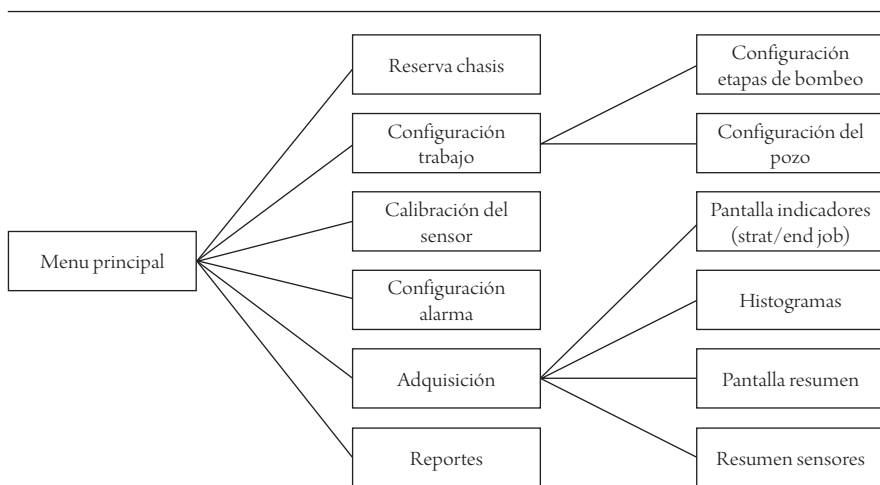 Menu principal
Reserva chasis
Configuración
trabajo
Calibración del
sensor
Configuración
alarma
Adquisición
Reportes
Configuración
etapas de bombeo
Configuración del
pozo
Pantalla indicadores
(strat/end job)
Histogramas
Pantalla resumen
Resumen sensores